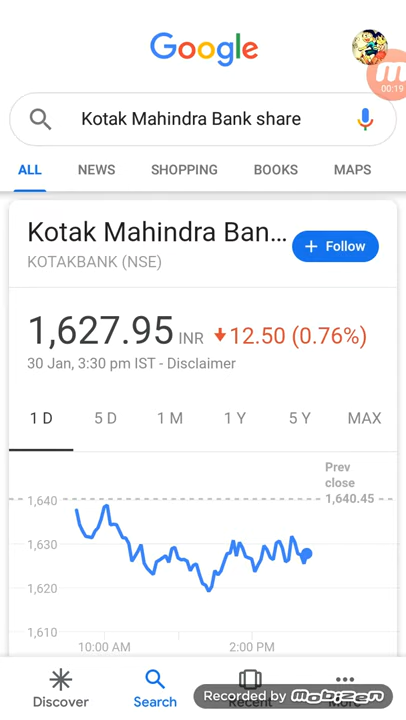 Google
00:19
Kotak Mahindra Bank share
ALL NEWS SHOPPING BOOKS MAPS
Kotak Mahindra Ban...
+ Follow
KOTAKBANK (NSE)
1,627.95 INR 12.50 (0.76%)
30 Jan, 3:30 pm IST - Disclaimer
1 D 5 D 1 M 1 Y 5 Y MAX
Prev
close
1,640.45
1,640
1,630
1,620
1,610
10:00 AM 2:00 PM
Discover Search Recent More
Recorded by mobizen